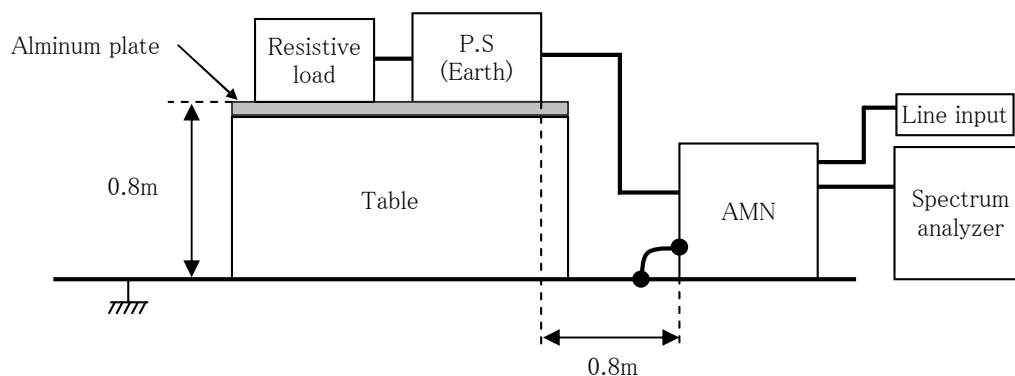 Alminum plate
Resistive
load
P.S
(Earth)
Line input
0.8m
Table
AMN
Spectrum
analyzer
0.8m